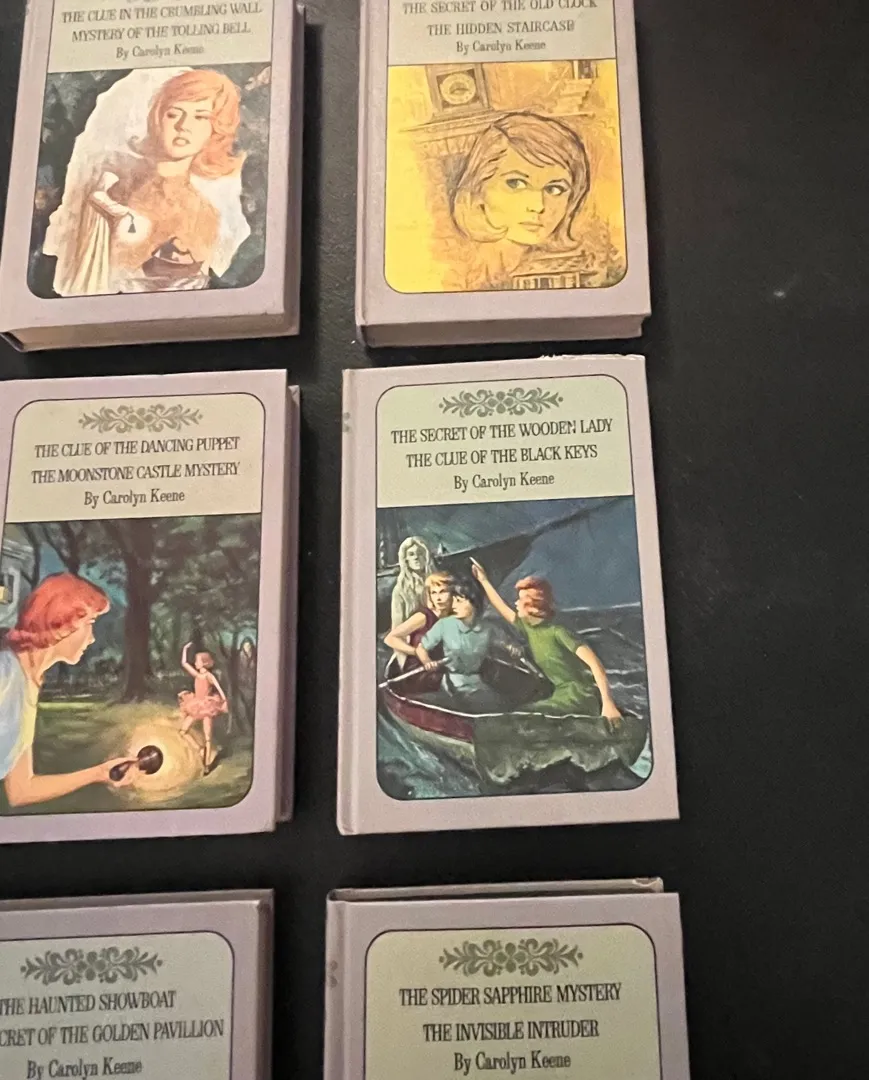 THE CLUE IN THE CRUMBLING WALL
MYSTERY OF THE TOLLING BELL
By Carolyn Keene
THE SECRET OF THE OLD CLOCK
THE HIDDEN STAIRCASE
By Carolyn Keene
THE CLUE OF THE DANCING PUPPET
THE MOONSTONE CASTLE MYSTERY
By Carolyn Keene
THE SECRET OF THE WOODEN LADY
THE CLUE OF THE BLACK KEYS
By Carolyn Keene
THE HAUNTED SHOWBOAT
CRET OF THE GOLDEN PAVILLION
By Carolyn Keene
THE SPIDER SAPPHIRE MYSTERY
THE INVISIBLE INTRUDER
By Carolyn Keene